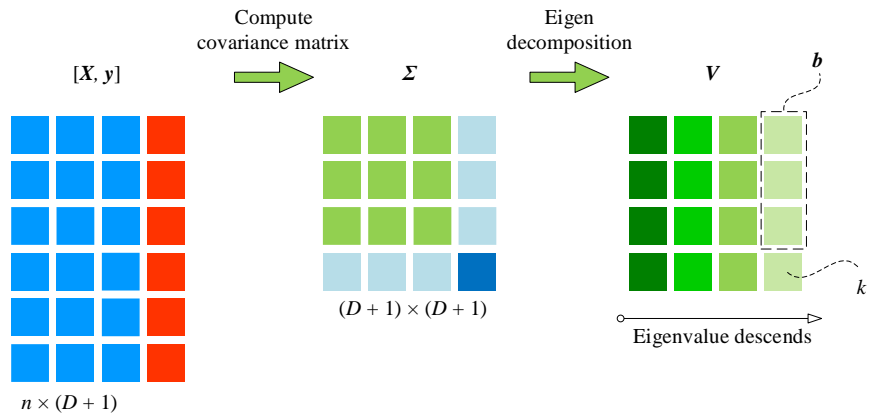 Compute
covariance matrix
Eigen
decomposition
[X, y]
Σ
V
b
k
(D + 1) × (D + 1)
Eigenvalue descends
n × (D + 1)